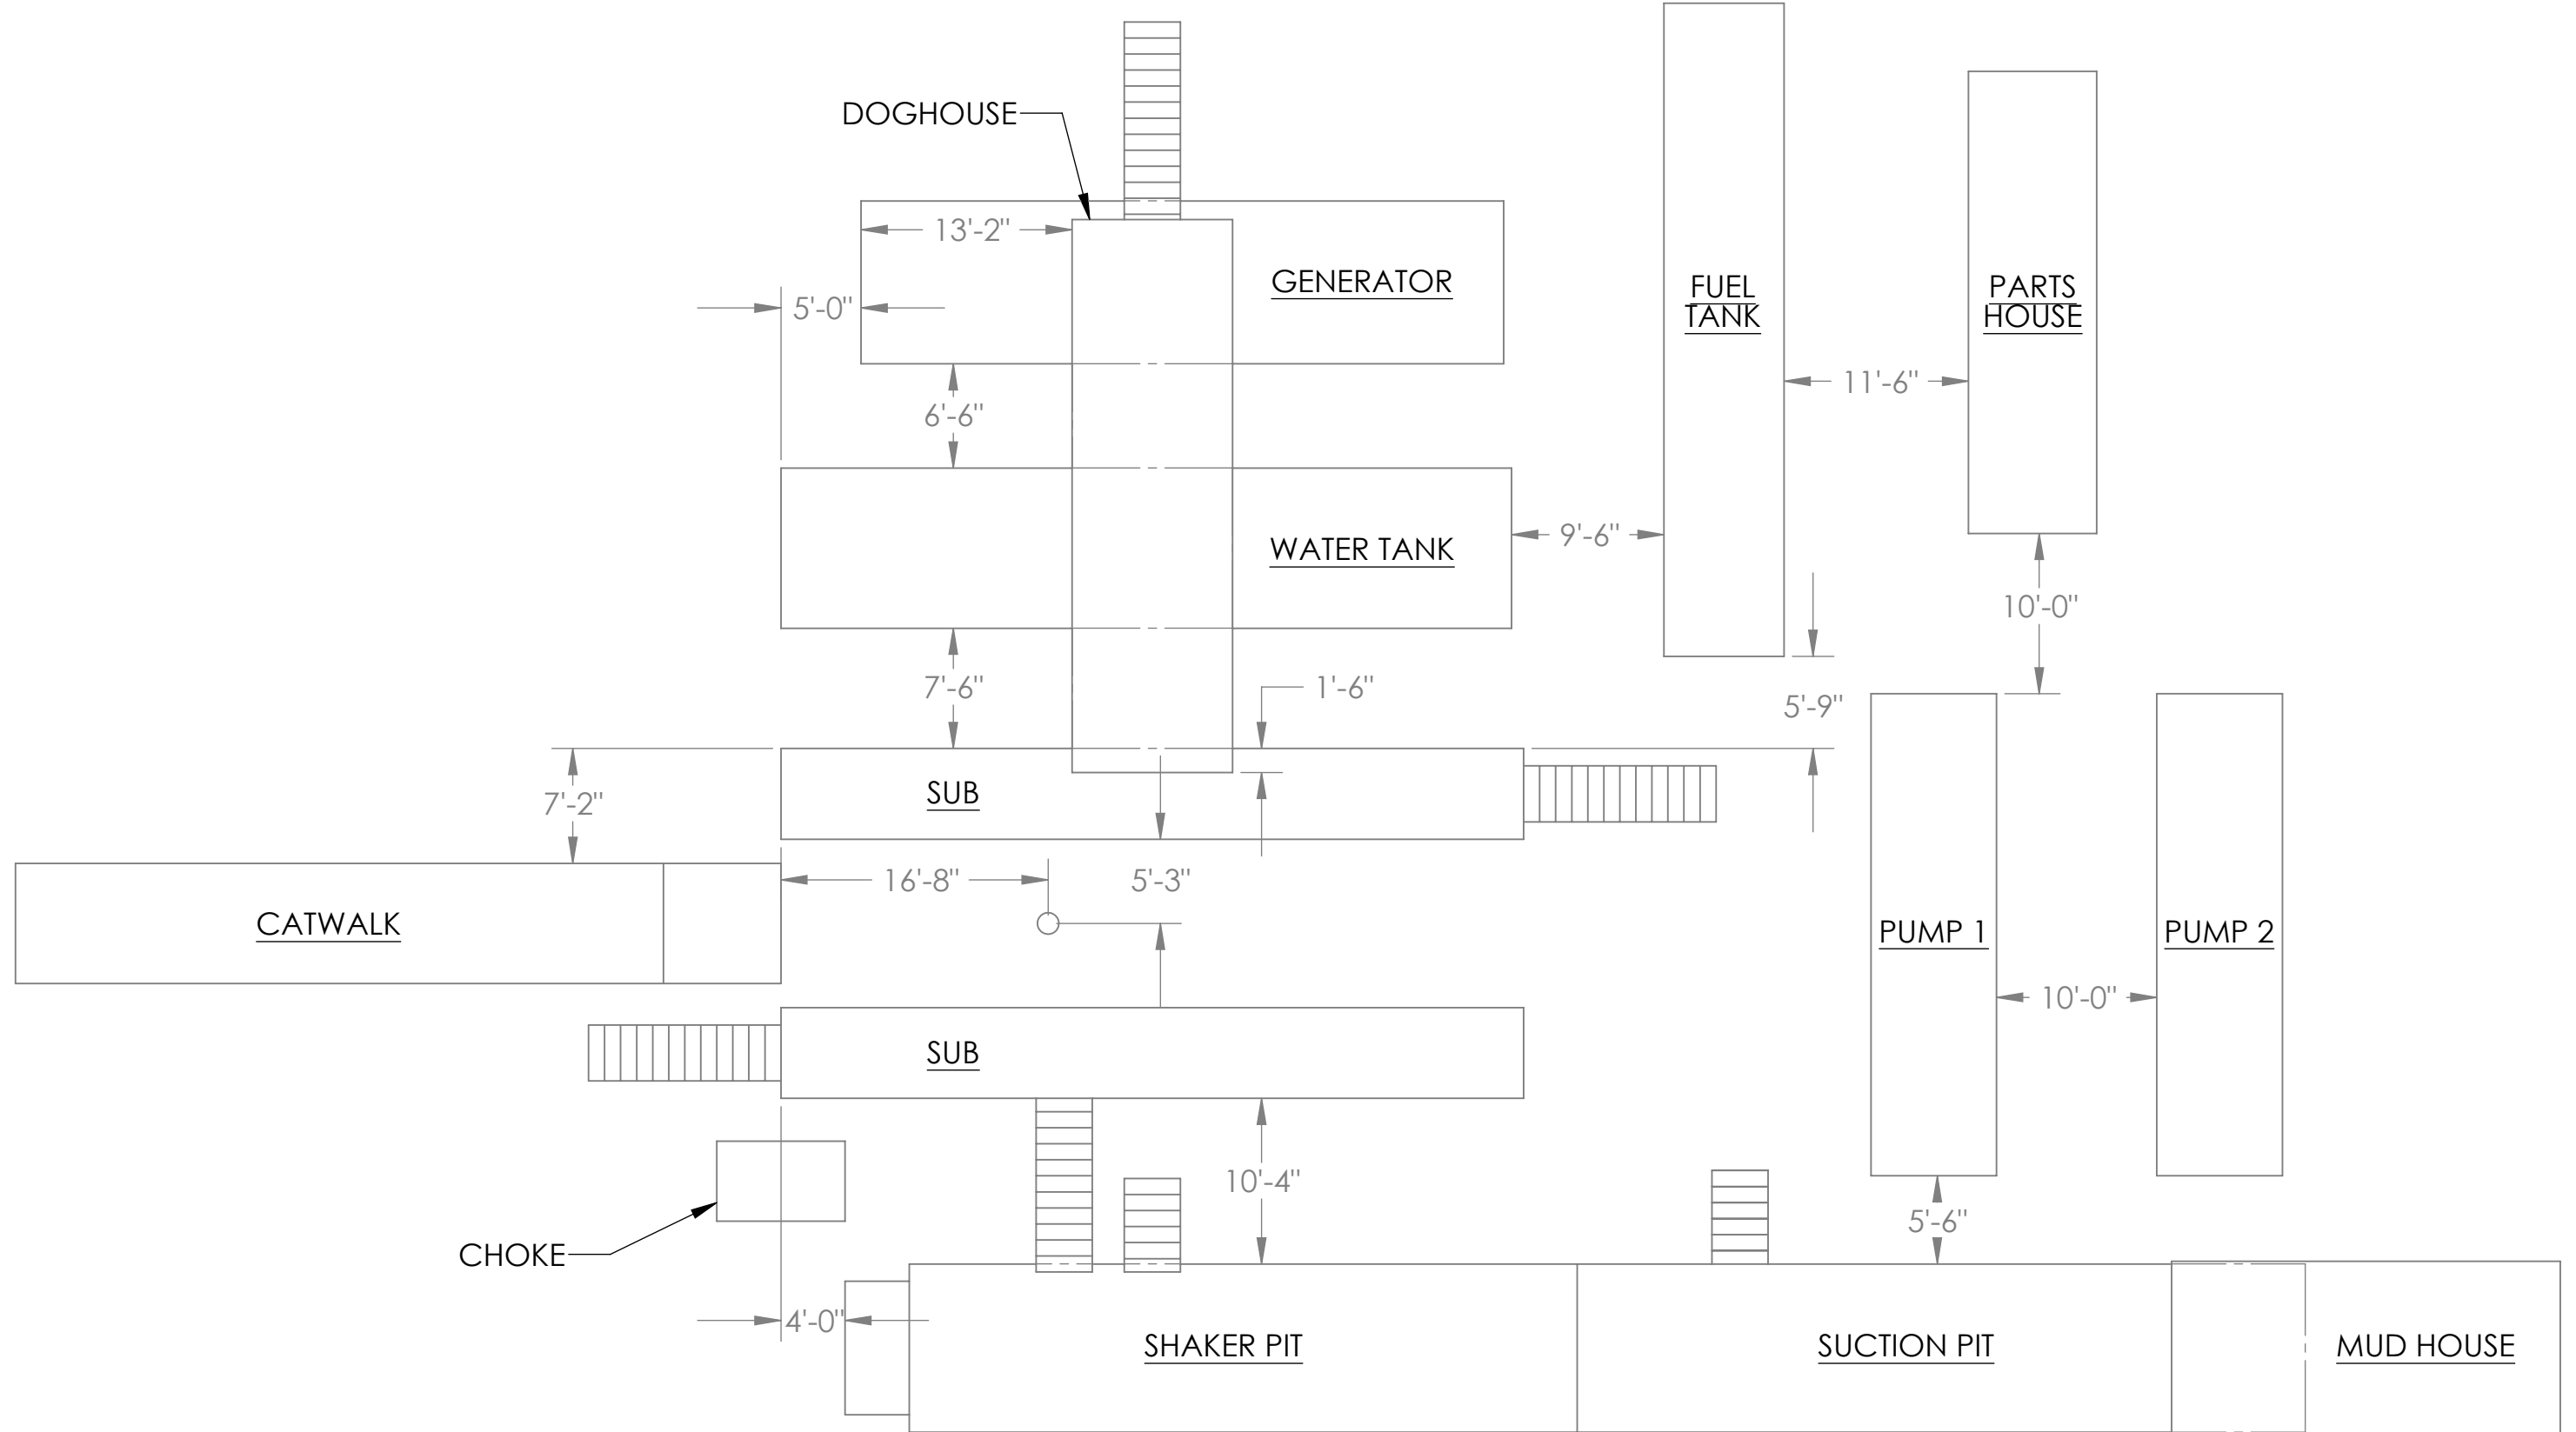 DOGHOUSE
13'-2"
GENERATOR
FUEL
TANK
PARTS
HOUSE
5'-0"
11'-6"
6'-6"
WATER TANK
9'-6"
10'-0"
7'-6"
1'-6"
5'-9"
SUB
7'-2"
16'-8"
5'-3"
CATWALK
PUMP 1
PUMP 2
10'-0"
SUB
10'-4"
5'-6"
CHOKE
4'-0"
SHAKER PIT
SUCTION PIT
MUD HOUSE